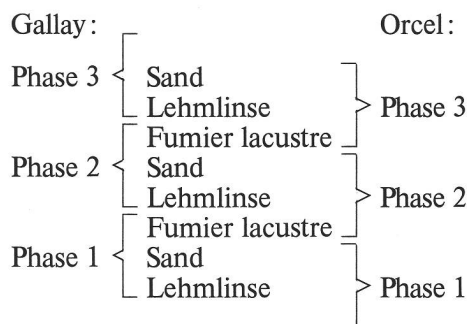 Gallay: Orcel:
Phase 3 Sand
Lehmlinse Phase 3
Fumier lacustre
Phase 2 Sand
Lehmlinse Phase 2
Fumier lacustre
Phase 1 Sand
Lehmlinse Phase 1